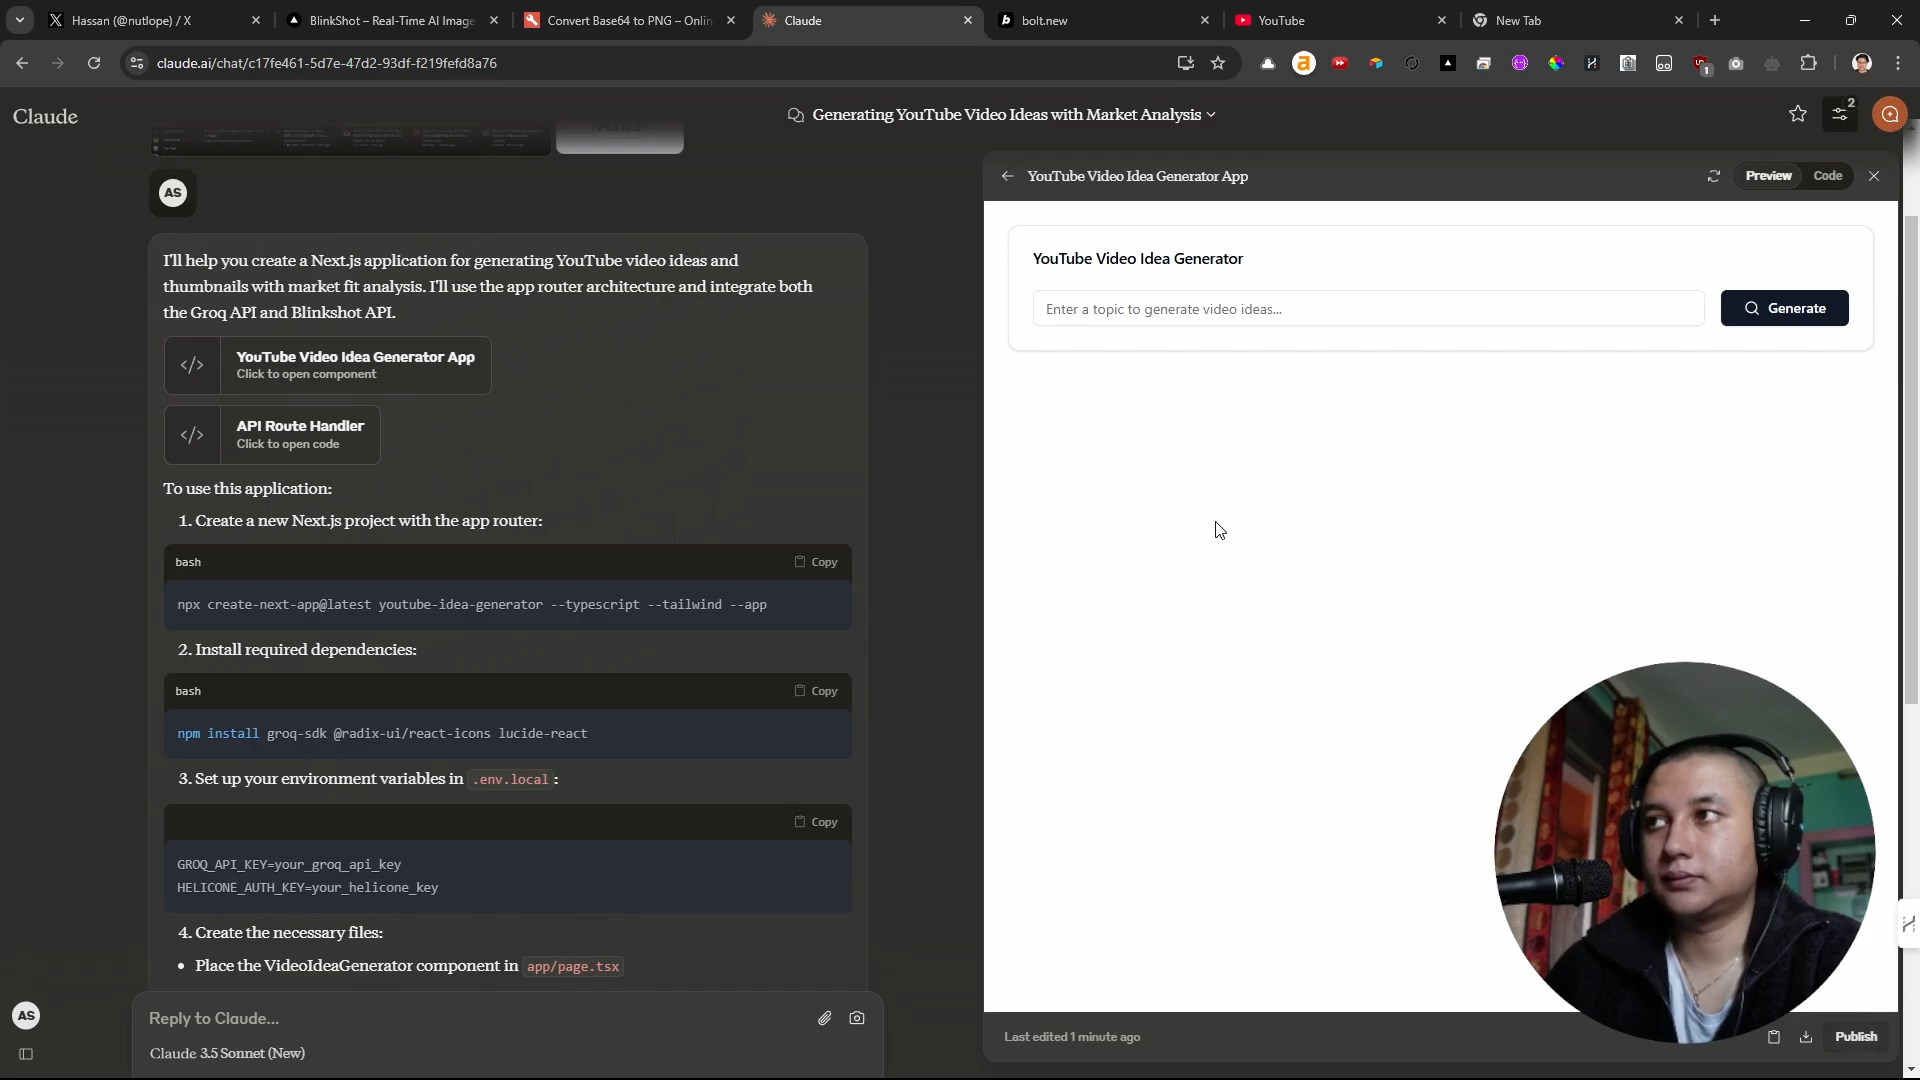 Hassan (@nutlope) / X
BlinkShot – Real-Time AI Image
Convert Base64 to PNG – Onlin
Claude
bolt.new
YouTube
New Tab
claude.ai/chat/c17fe461-5d7e-47d2-93df-f219fefd8a76
1
Claude
Generating YouTube Video Ideas with Market Analysis
2
AS
I'll help you create a Next.js application for generating YouTube video ideas and
thumbnails with market fit analysis. I'll use the app router architecture and integrate both
the Groq API and Blinkshot API.
YouTube Video Idea Generator App
Click to open component
API Route Handler
Click to open code
To use this application:
1. Create a new Next.js project with the app router:
bash
Copy
npx create-next-app@latest youtube-idea-generator --typescript --tailwind --app
2. Install required dependencies:
bash
Copy
npm install groq-sdk @radix-ui/react-icons lucide-react
3. Set up your environment variables in .env.local:
Copy
GROQ_API_KEY=your_groq_api_key
HELICONE_AUTH_KEY=your_helicone_key
4. Create the necessary files:
• Place the VideoIdeaGenerator component in app/page.tsx
AS
Reply to Claude...
Claude 3.5 Sonnet (New)
YouTube Video Idea Generator App
Preview
Code
YouTube Video Idea Generator
Enter a topic to generate video ideas...
Generate
Last edited 1 minute ago
Publish